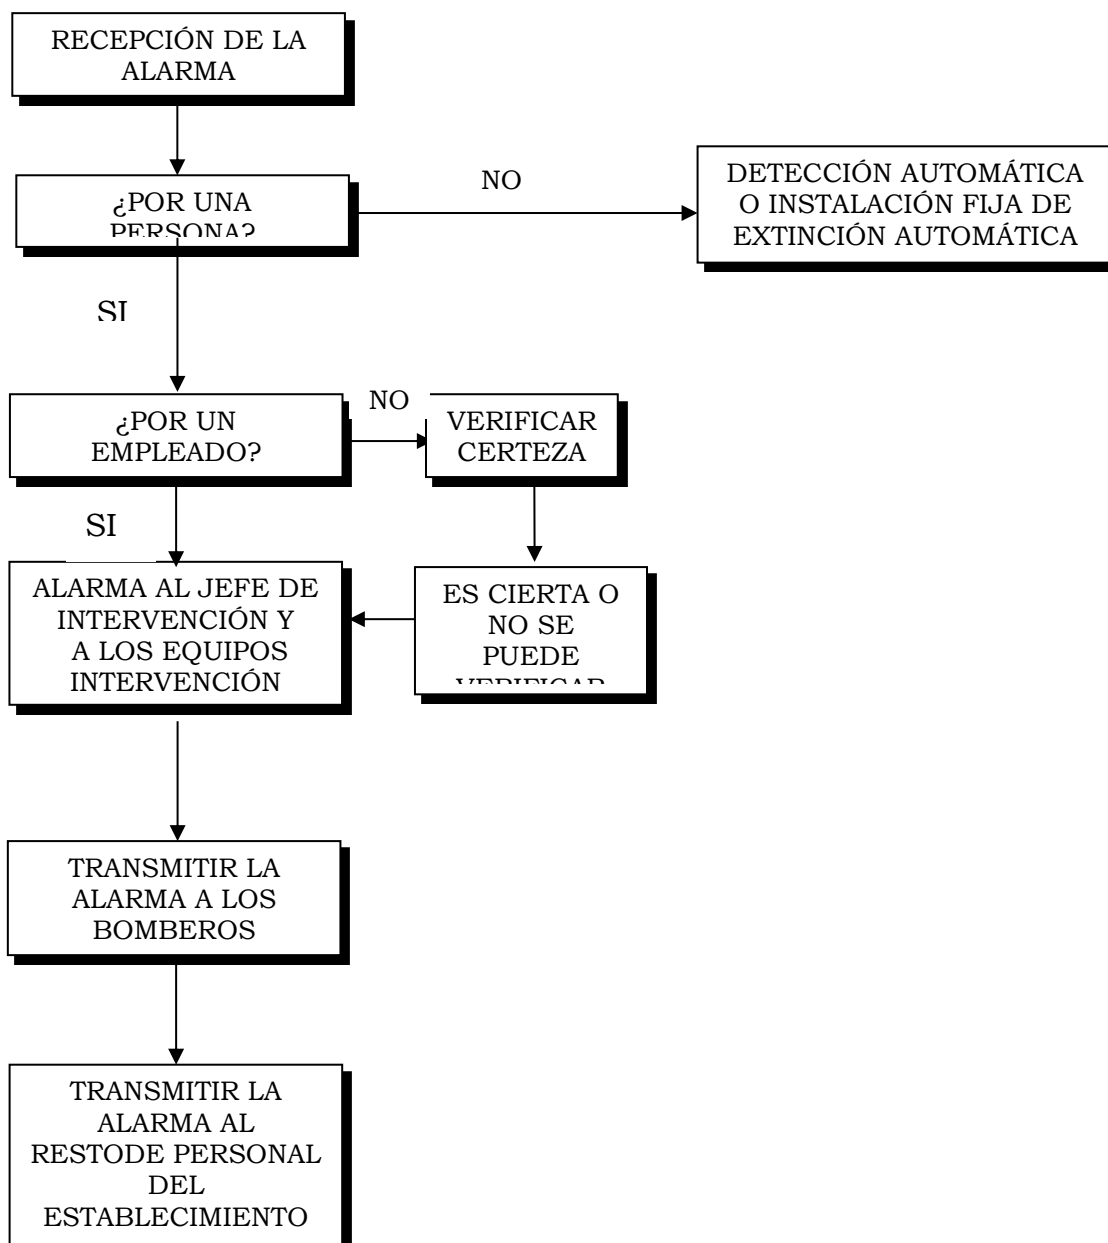 RECEPCIÓN DE LA
ALARMA
¿POR UNA
PERSONA?
NO
DETECCIÓN AUTOMÁTICA
O INSTALACIÓN FIJA DE
EXTINCIÓN AUTOMÁTICA
SI
¿POR UN
EMPLEADO?
NO
VERIFICAR
CERTEZA
SI
ALARMA AL JEFE DE
INTERVENCIÓN Y
A LOS EQUIPOS
INTERVENCIÓN
ES CIERTA O
NO SE
PUEDE
VERIFICAR
TRANSMITIR LA
ALARMA A LOS
BOMBEROS
TRANSMITIR LA
ALARMA AL
RESTODE PERSONAL
DEL
ESTABLECIMIENTO